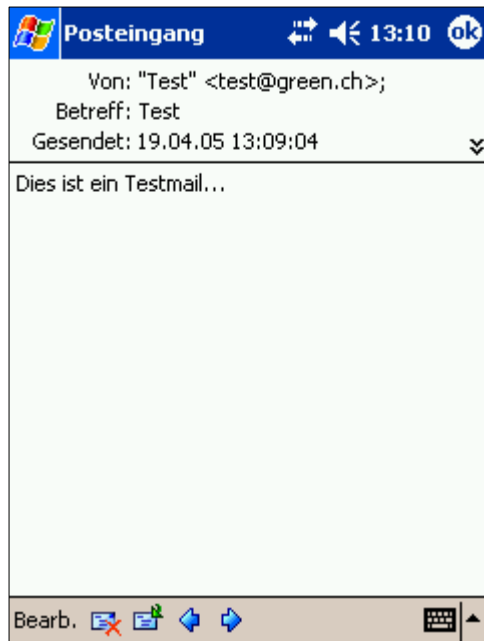 Posteingang 13:10 ok
Von: "Test" <test@green.ch>;
Betreff: Test
Gesendet: 19.04.05 13:09:04
Dies ist ein Testmail...
Bearb.